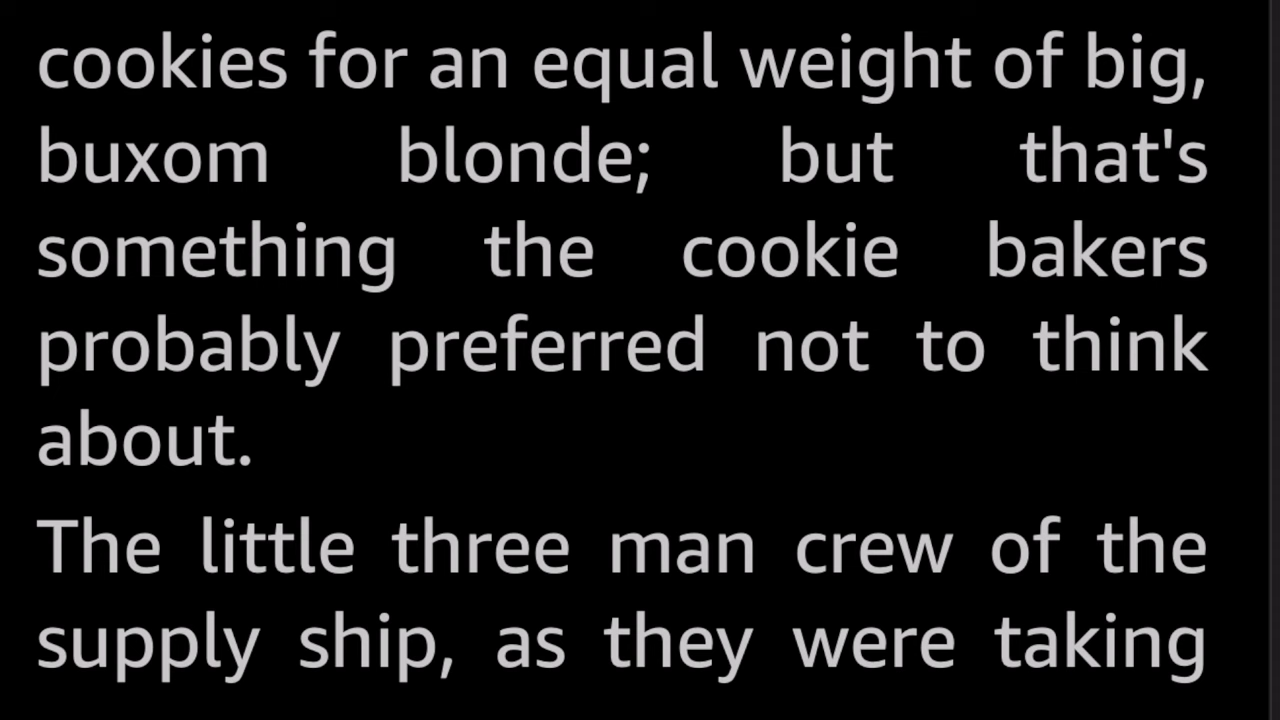 cookies for an equal weight of big,
buxom blonde; but that's
something the cookie bakers
probably preferred not to think
about.
The little three man crew of the
supply ship, as they were taking